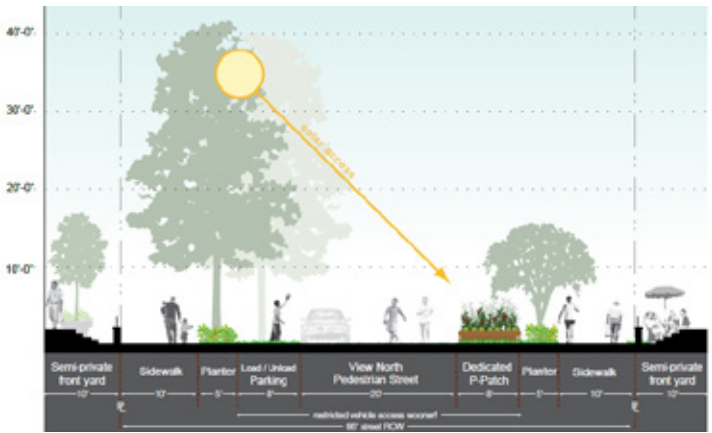 40'-0"
30'-0"
20'-0"
10'-0"
solar access
Semi-private
front yard
Sidewalk
Planter
Load / Unload
Parking
View North
Pedestrian Street
Dedicated
P-Patch
Planter
Sidewalk
Semi-private
front yard
10'
10'
5'
8'
20'
8'
5'
10'
10'
restricted vehicle access woonerf
66' street ROW